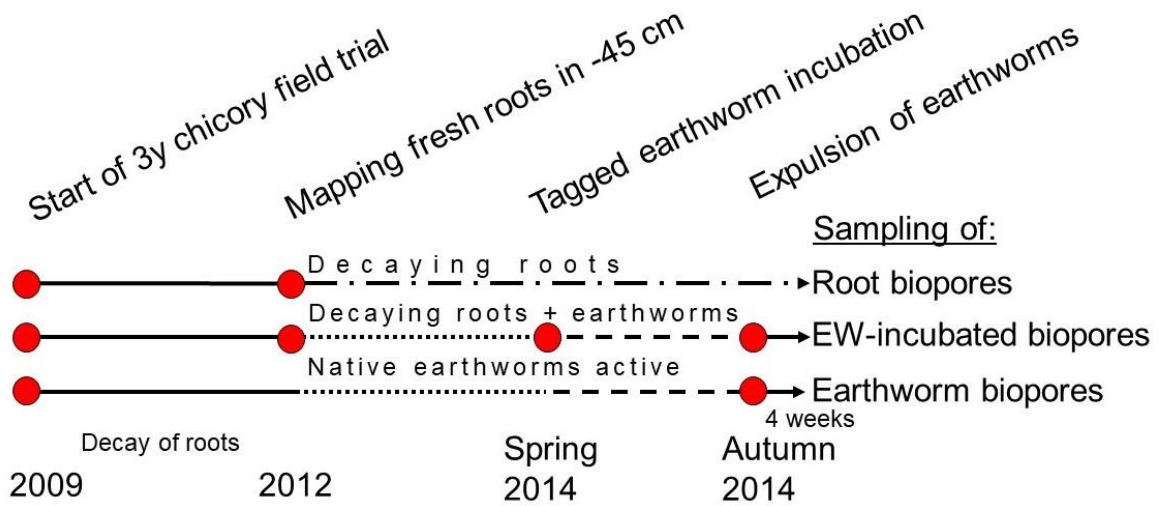 Start of 3y chicory field trial
Mapping fresh roots in -45 cm
Tagged earthworm incubation
Expulsion of earthworms
Sampling of:
Decaying roots
Root biopores
Decaying roots + earthworms
EW-incubated biopores
Native earthworms active
Earthworm biopores
4 weeks
Decay of roots
2009
2012
Spring
2014
Autumn
2014